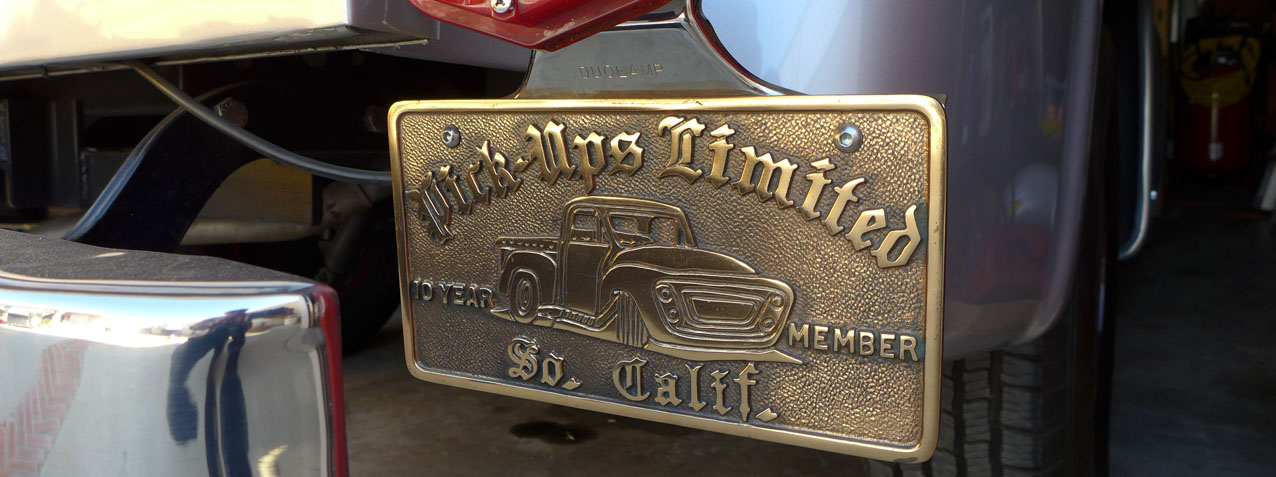 DUOLAMP
Pick-Ups Limited
10 YEAR MEMBER
So. Calif.